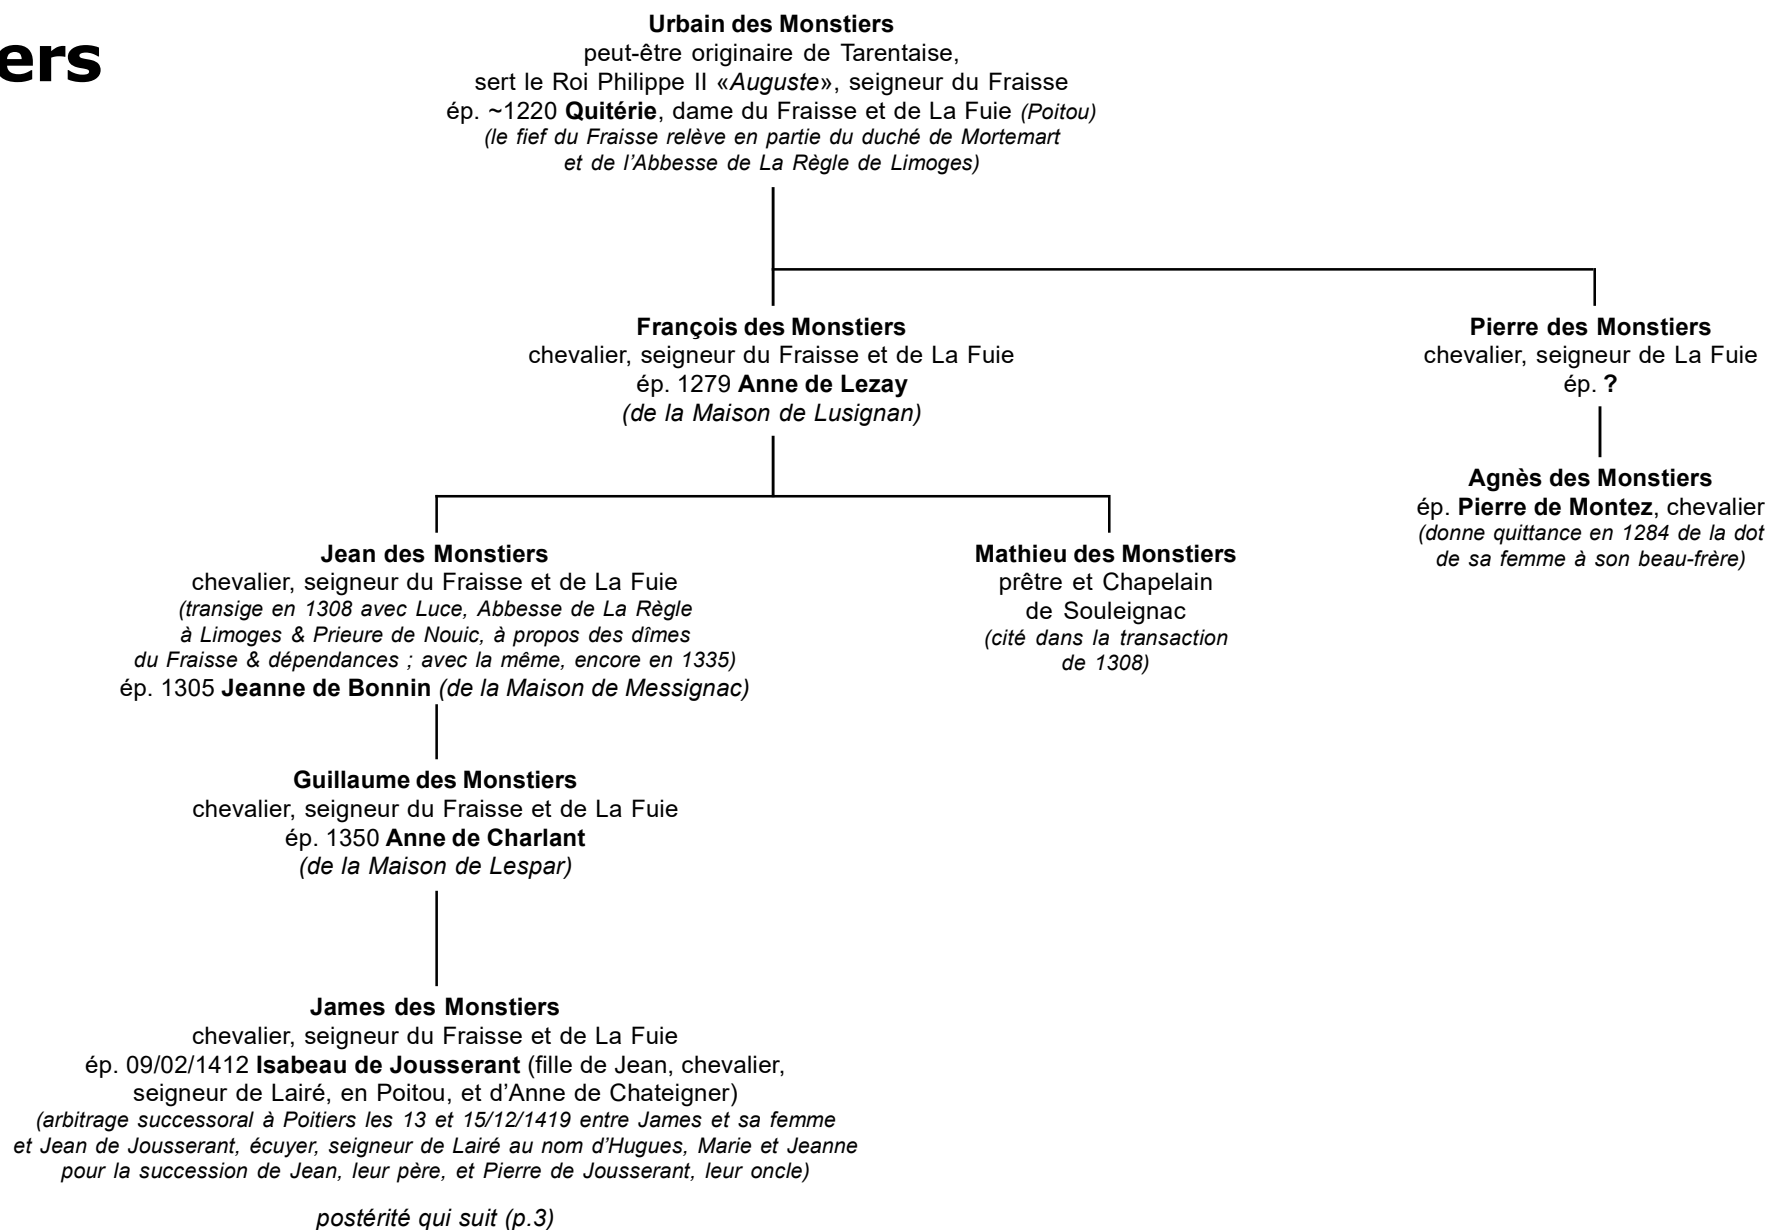 ers
Urbain des Monstiers
peut-être originaire de Tarentaise,
sert le Roi Philippe II «Auguste», seigneur du Fraisse
ép. ~1220 Quitérie, dame du Fraisse et de La Fuie (Poitou)
(le fief du Fraisse relève en partie du duché de Mortemart
et de l'Abbesse de La Règle de Limoges)
François des Monstiers
chevalier, seigneur du Fraisse et de La Fuie
ép. 1279 Anne de Lezay
(de la Maison de Lusignan)
Pierre des Monstiers
chevalier, seigneur de La Fuie
ép. ?
Agnès des Monstiers
ép. Pierre de Montez, chevalier
(donne quittance en 1284 de la dot
de sa femme à son beau-frère)
Jean des Monstiers
chevalier, seigneur du Fraisse et de La Fuie
(transige en 1308 avec Luce, Abbesse de La Règle
à Limoges & Prieure de Nouic, à propos des dîmes
du Fraisse & dépendances ; avec la même, encore en 1335)
ép. 1305 Jeanne de Bonnin (de la Maison de Messignac)
Mathieu des Monstiers
prêtre et Chapelain
de Souleignac
(cité dans la transaction
de 1308)
Guillaume des Monstiers
chevalier, seigneur du Fraisse et de La Fuie
ép. 1350 Anne de Charlant
(de la Maison de Lespar)
James des Monstiers
chevalier, seigneur du Fraisse et de La Fuie
ép. 09/02/1412 Isabeau de Jousserant (fille de Jean, chevalier,
seigneur de Lairé, en Poitou, et d'Anne de Chateigner)
(arbitrage successoral à Poitiers les 13 et 15/12/1419 entre James et sa femme
et Jean de Jousserant, écuyer, seigneur de Lairé au nom d'Hugues, Marie et Jeanne
pour la succession de Jean, leur père, et Pierre de Jousserant, leur oncle)
postérité qui suit (p.3)